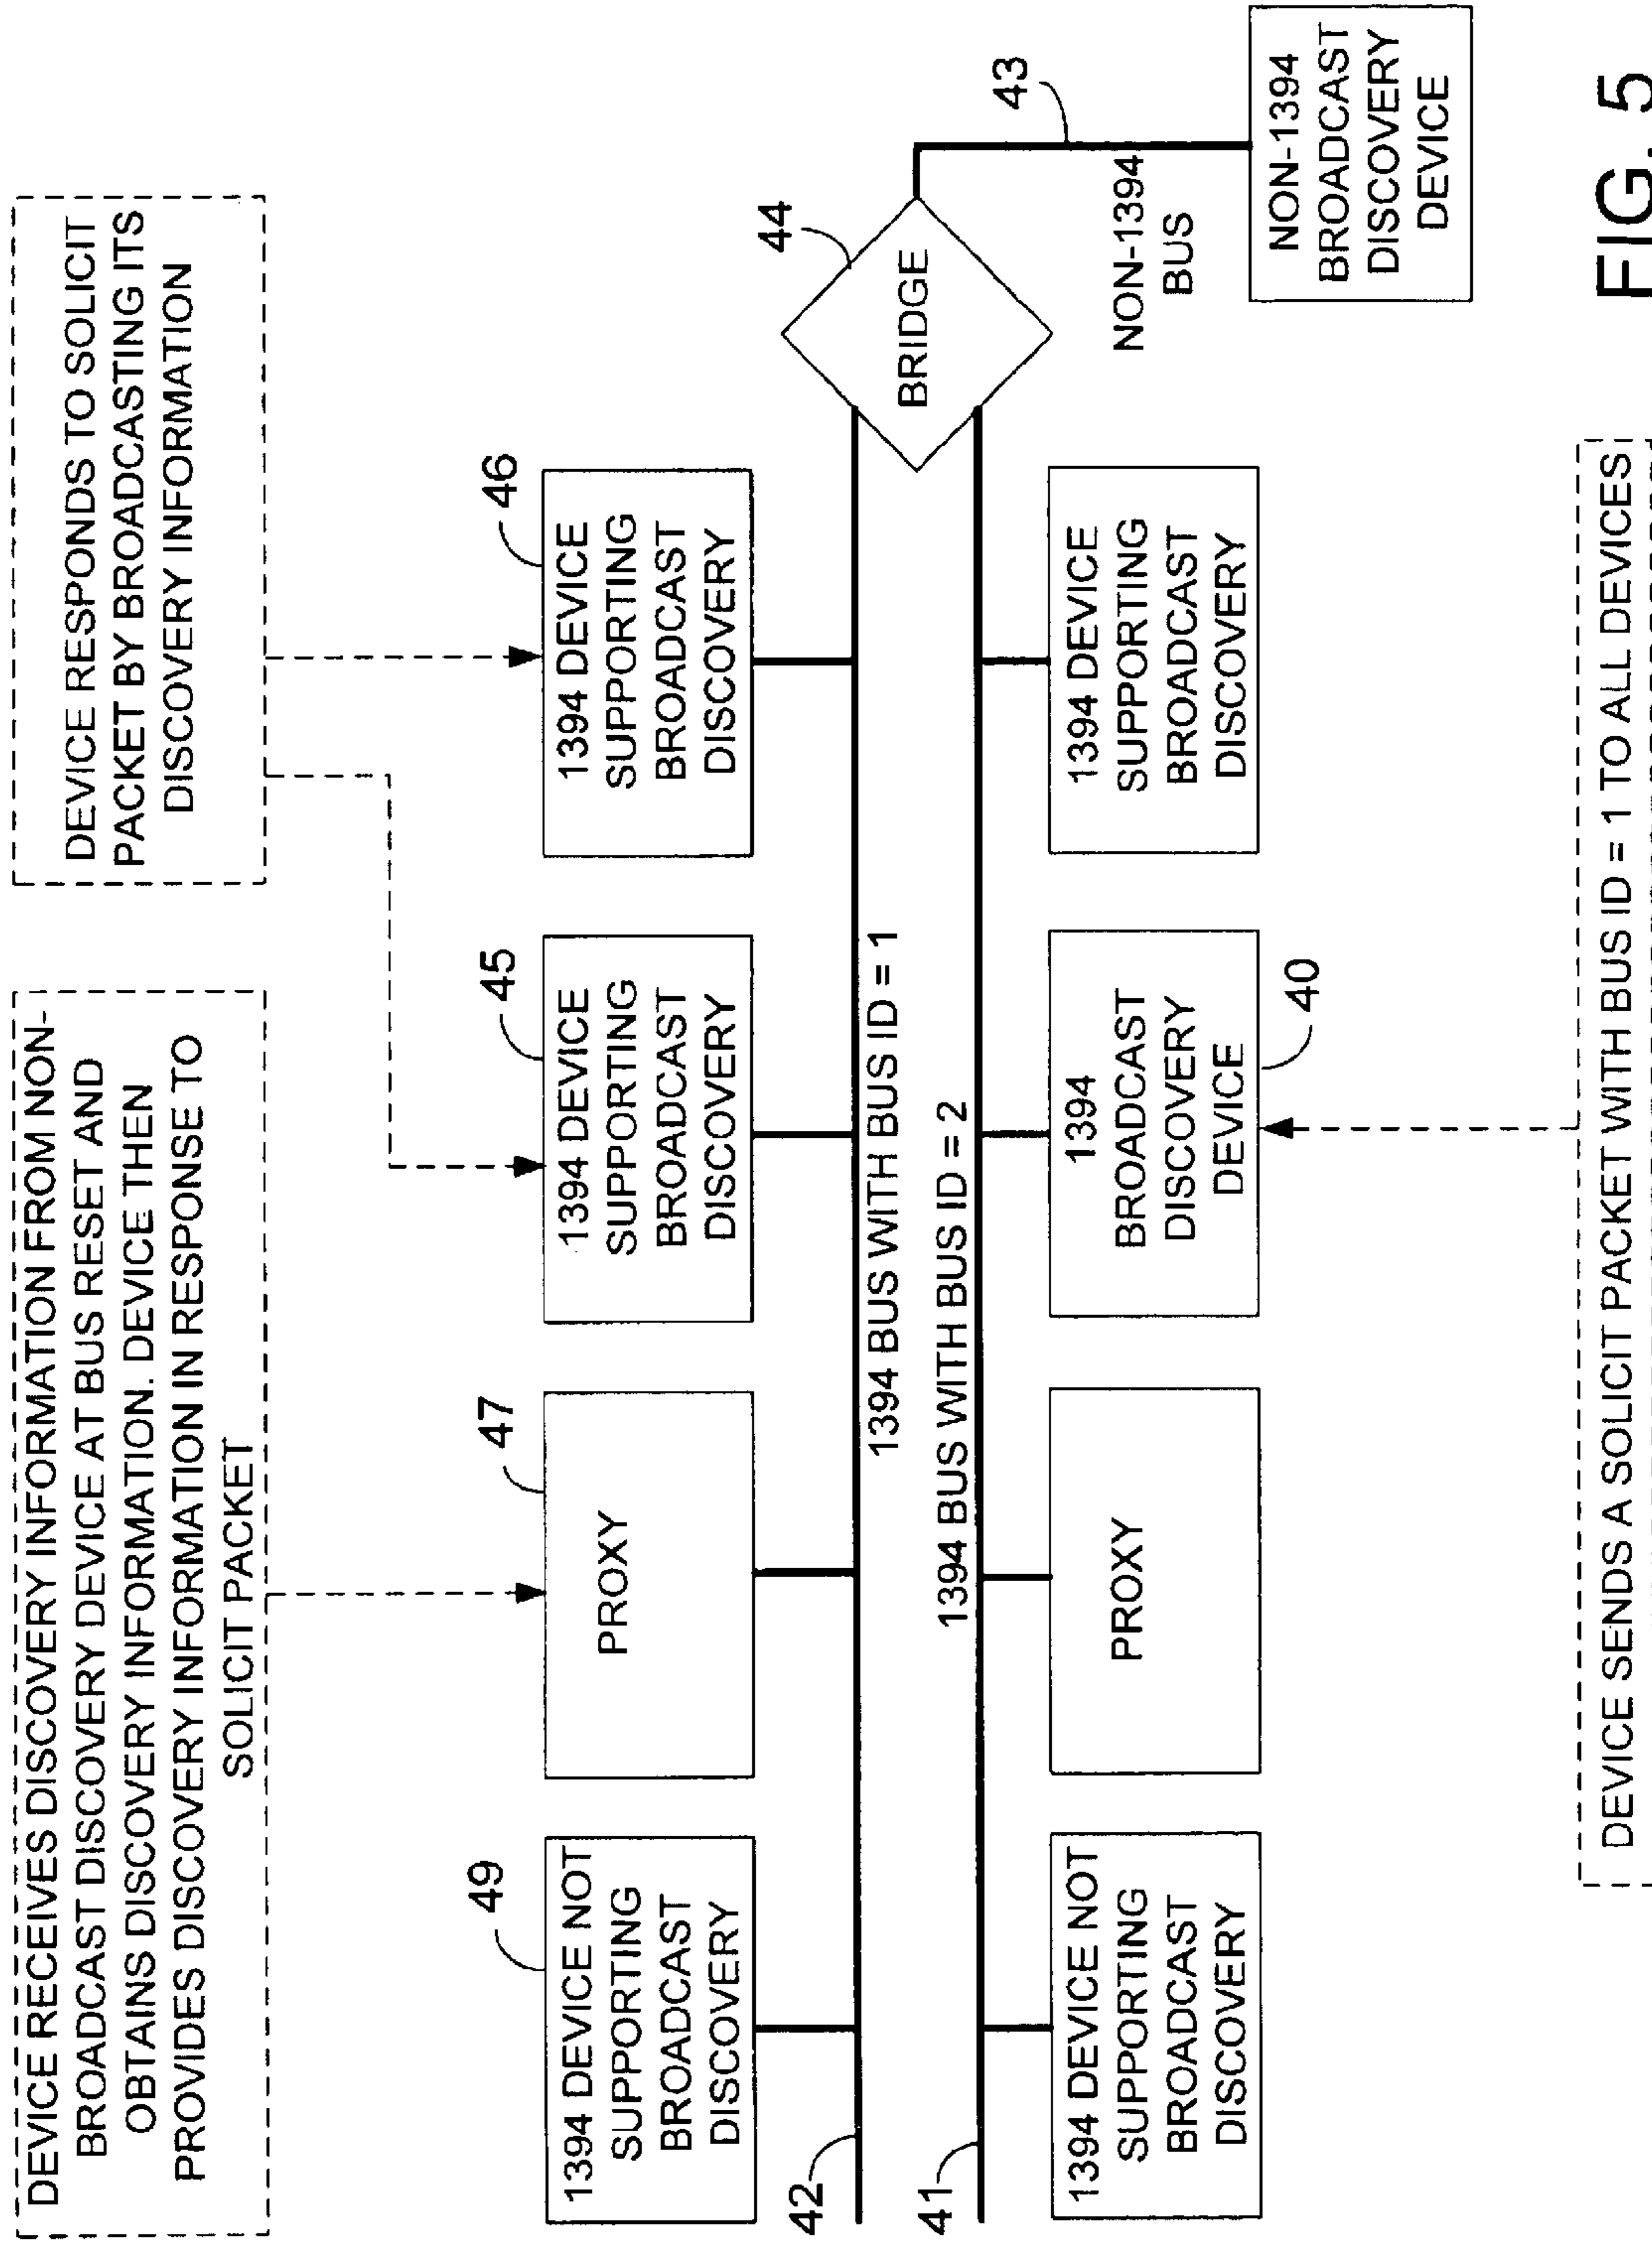 DEVICE RECEIVES DISCOVERY INFORMATION FROM NON-
BROADCAST DISCOVERY DEVICE AT BUS RESET AND
OBTAINS DISCOVERY INFORMATION. DEVICE THEN
PROVIDES DISCOVERY INFORMATION IN RESPONSE TO
SOLICIT PACKET
DEVICE RESPONDS TO SOLICIT
PACKET BY BROADCASTING ITS
DISCOVERY INFORMATION
49
1394 DEVICE NOT
SUPPORTING
BROADCAST
DISCOVERY
47
PROXY
45
1394 DEVICE
SUPPORTING
BROADCAST
DISCOVERY
46
1394 DEVICE
SUPPORTING
BROADCAST
DISCOVERY
42
1394 BUS WITH BUS ID = 1
44
BRIDGE
41
1394 BUS WITH BUS ID = 2
43
NON-1394
BUS
1394 DEVICE NOT
SUPPORTING
BROADCAST
DISCOVERY
PROXY
1394
BROADCAST
DISCOVERY
DEVICE
40
1394 DEVICE
SUPPORTING
BROADCAST
DISCOVERY
NON-1394
BROADCAST
DISCOVERY
DEVICE
DEVICE SENDS A SOLICIT PACKET WITH BUS ID = 1 TO ALL DEVICES
FIG. 5